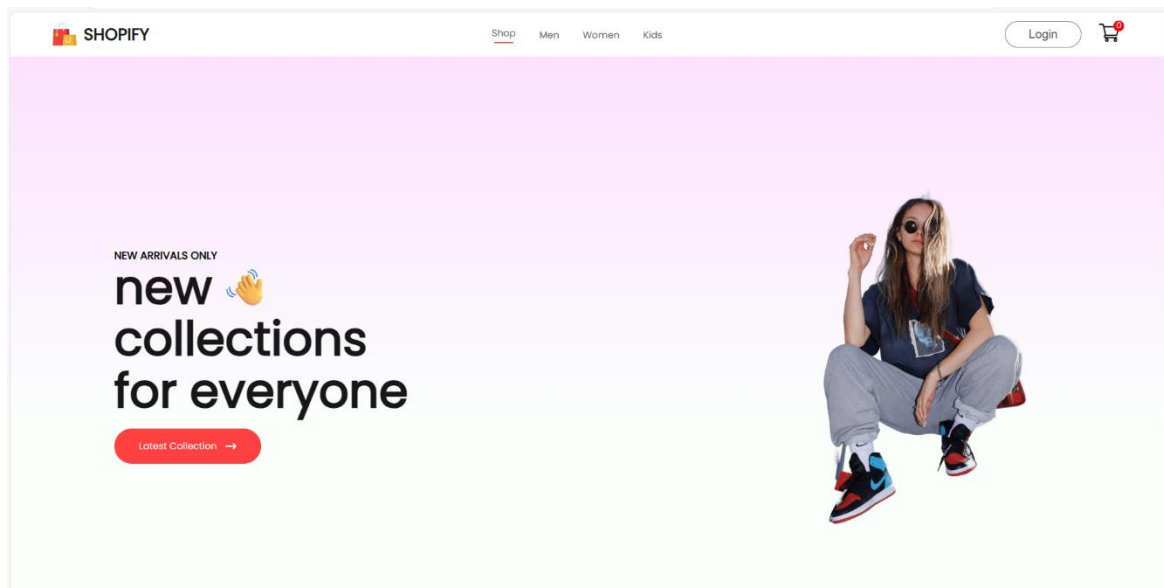 SHOPIFY
Shop
Men
Women
Kids
Login
0
NEW ARRIVALS ONLY
new
collections
for everyone
Latest Collection →